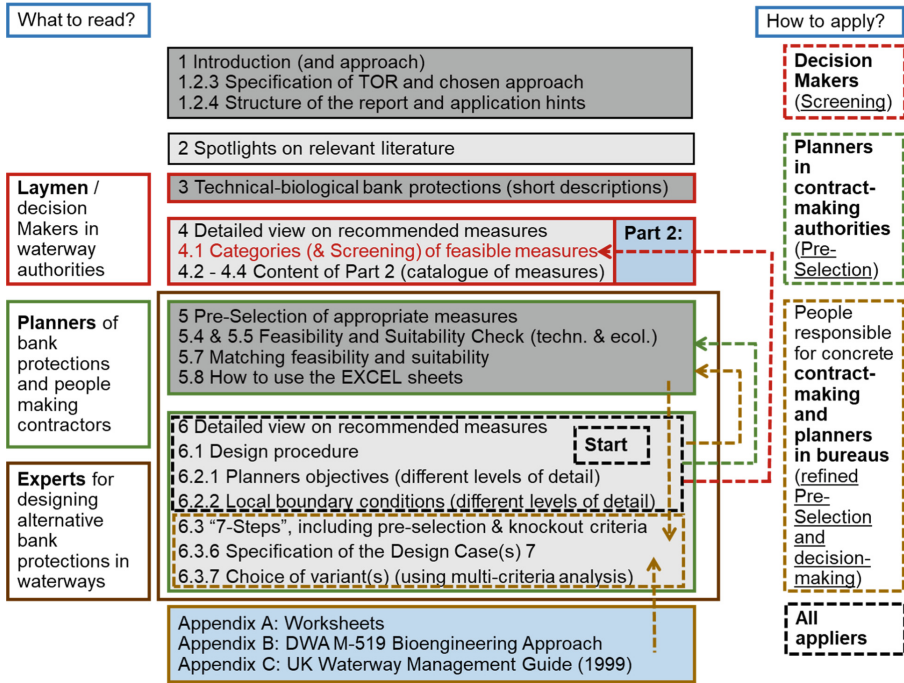 What to read?
How to apply?
1 Introduction (and approach)
1.2.3 Specification of TOR and chosen approach
1.2.4 Structure of the report and application hints
2 Spotlights on relevant literature
3 Technical-biological bank protections (short descriptions)
4 Detailed view on recommended measures
4.1 Categories (& Screening) of feasible measures
4.2 - 4.4 Content of Part 2 (catalogue of measures)
Part 2:
5 Pre-Selection of appropriate measures
5.4 & 5.5 Feasibility and Suitability Check (techn. & ecol.)
5.7 Matching feasibility and suitability
5.8 How to use the EXCEL sheets
6 Detailed view on recommended measures
6.1 Design procedure
Start
6.2.1 Planners objectives (different levels of detail)
6.2.2 Local boundary conditions (different levels of detail)
6.3 “7-Steps”, including pre-selection & knockout criteria
6.3.6 Specification of the Design Case(s) 7
6.3.7 Choice of variant(s) (using multi-criteria analysis)
Appendix A: Worksheets
Appendix B: DWA M-519 Bioengineering Approach
Appendix C: UK Waterway Management Guide (1999)
Laymen /
decision
Makers in
waterway
authorities
Planners of
bank
protections
and people
making
contractors
Experts for
designing
alternative
bank
protections in
waterways
Decision
Makers
(Screening)
Planners
in
contract-
making
authorities
(Pre-
Selection)
People
responsible
for concrete
contract-
making
and
planners
in bureaus
(refined
Pre-
Selection
and
decision-
making)
All
appliers